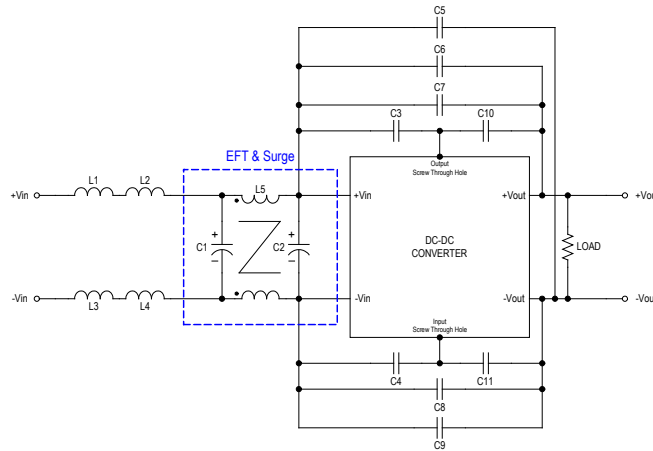 C5
C6
C7
C3
C10
EFT & Surge
Output
Screw Through Hole
L1
L2
L5
+Vin
+Vin
+Vout
+Vou
C1
+
−
C2
+
−
DC-DC
CONVERTER
LOAD
-Vin
-Vin
-Vout
-Vou
L3
L4
Input
Screw Through Hole
C4
C11
C8
C9